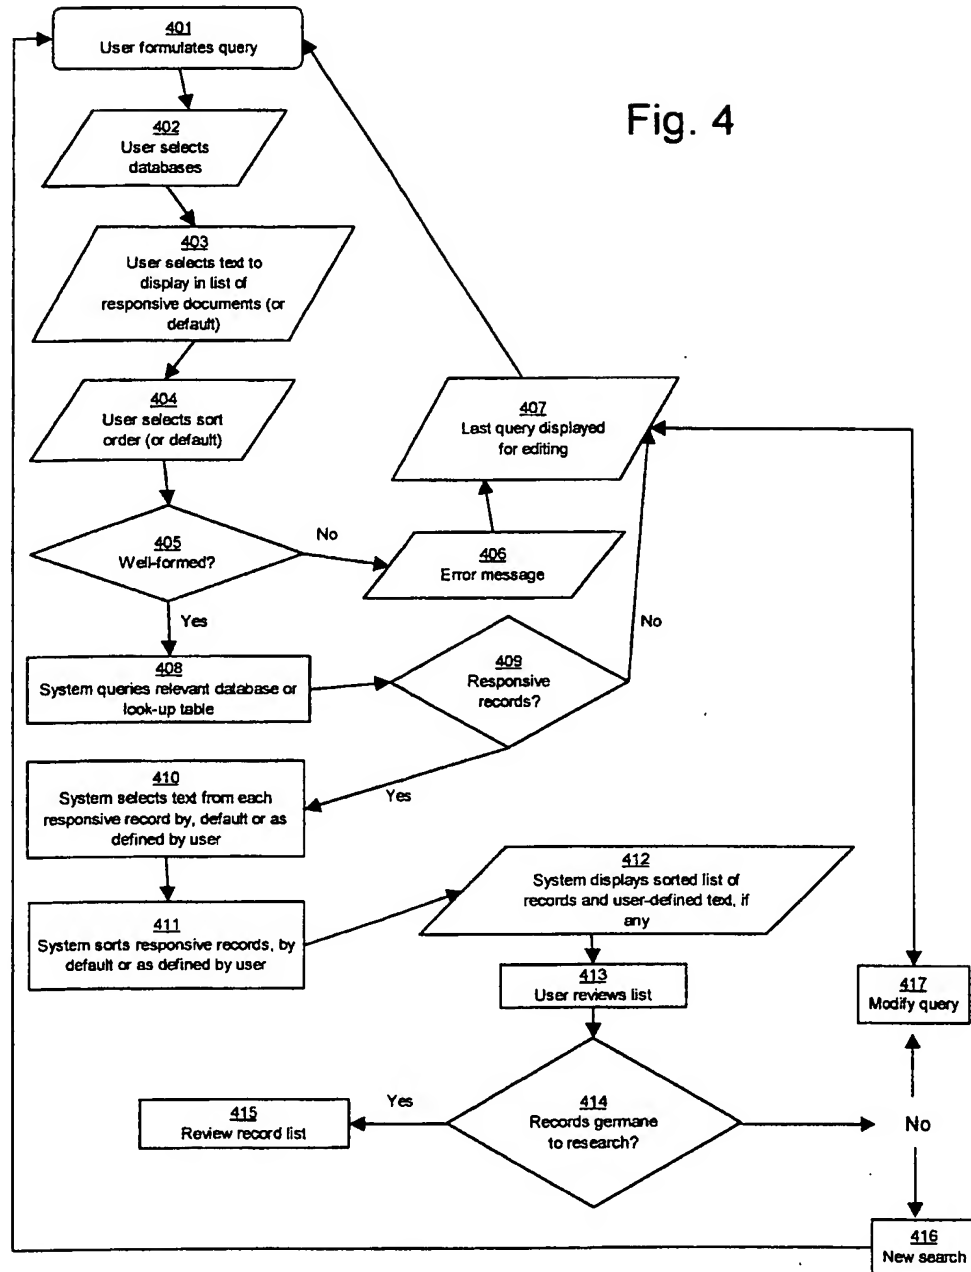 401
User formulates query
Fig. 4
402
User selects
databases
403
User selects text to
display in list of
responsive documents (or
default)
404
User selects sort
order (or default)
407
Last query displayed
for editing
405
Well-formed?
No
406
Error message
Yes
No
408
System queries relevant database or
look-up table
409
Responsive
records?
410
System selects text from each
responsive record by, default or as
defined by user
Yes
412
System displays sorted list of
records and user-defined text, if
any
411
System sorts responsive records, by
default or as defined by user
413
User reviews list
417
Modify query
414
Records germane
to research?
Yes
415
Review record list
No
416
New search